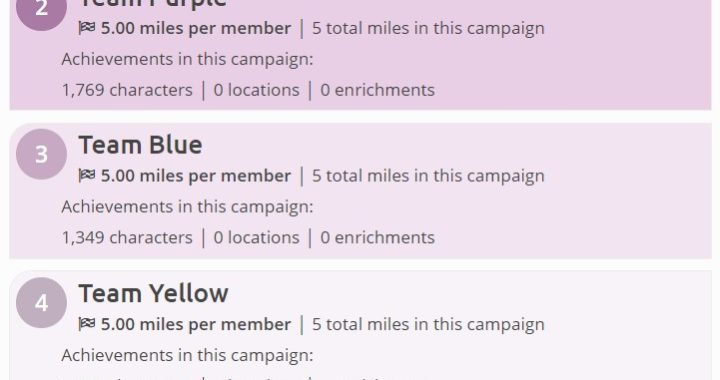 2
Team Purple
5.00 miles per member | 5 total miles in this campaign
Achievements in this campaign:
1,769 characters | 0 locations | 0 enrichments
3
Team Blue
5.00 miles per member | 5 total miles in this campaign
Achievements in this campaign:
1,349 characters | 0 locations | 0 enrichments
4
Team Yellow
5.00 miles per member | 5 total miles in this campaign
Achievements in this campaign: